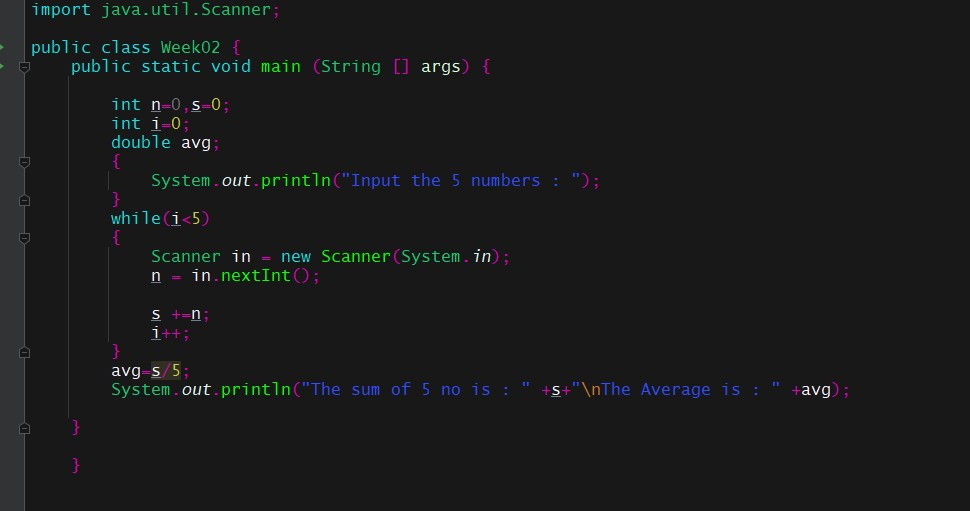 import java.util.Scanner;
public class Week02 {
public static void main (String [] args) {
int n=0,s=0;
int i=0;
double avg;
{
System.out.println("Input the 5 numbers : ");
}
while(i<5)
{
Scanner in = new Scanner(System.in);
n = in.nextInt();
s +=n;
i++;
}
avg=s/5;
System.out.println("The sum of 5 no is : " +s+"\nThe Average is : " +avg);
}
}